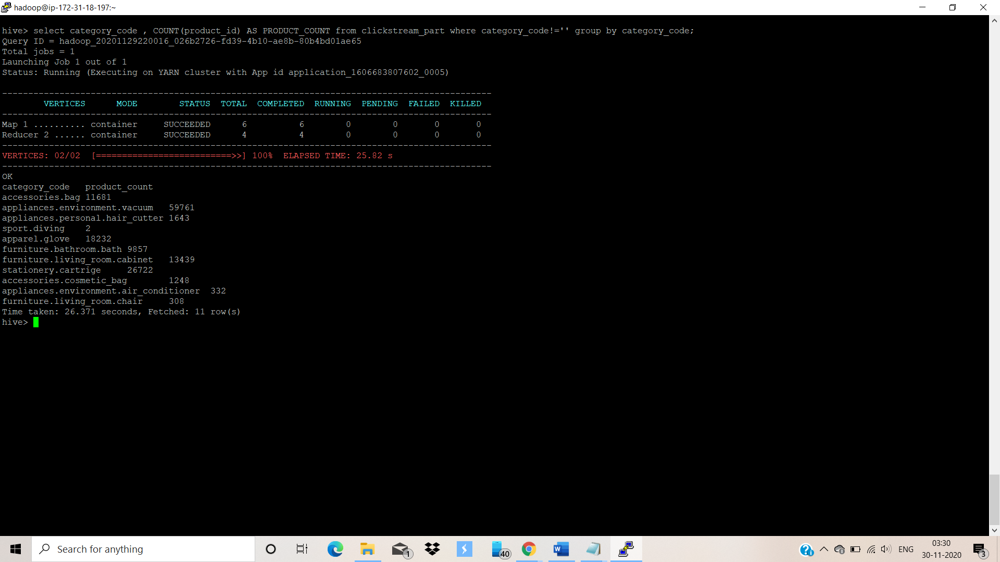 hadoop@ip-172-31-18-197:~
hive> select category_code , COUNT(product_id) AS PRODUCT_COUNT from clickstream_part where category_code!='' group by category_code;
Query ID = hadoop_20201129220016_026b2726-fd39-4b10-ae8b-80b4bd01ae65
Total jobs = 1
Launching Job 1 out of 1
Status: Running (Executing on YARN cluster with App id application_1606683807602_0005)
----------------------------------------------------------------------------------------------
        VERTICES      MODE        STATUS  TOTAL  COMPLETED  RUNNING  PENDING  FAILED  KILLED
----------------------------------------------------------------------------------------------
Map 1 .......... container     SUCCEEDED      6          6        0        0       0       0
Reducer 2 ...... container     SUCCEEDED      4          4        0        0       0       0
----------------------------------------------------------------------------------------------
VERTICES: 02/02  [==========================>>] 100%  ELAPSED TIME: 25.82 s
----------------------------------------------------------------------------------------------
OK
category_code   product_count
accessories.bag 11681
appliances.environment.vacuum   59761
appliances.personal.hair_cutter 1643
sport.diving    2
apparel.glove   18232
furniture.bathroom.bath 9857
furniture.living_room.cabinet   13439
stationery.cartrige     26722
accessories.cosmetic_bag        1248
appliances.environment.air_conditioner  332
furniture.living_room.chair     308
Time taken: 26.371 seconds, Fetched: 11 row(s)
hive>
Search for anything
1
40
W
ENG
03:30
30-11-2020
3